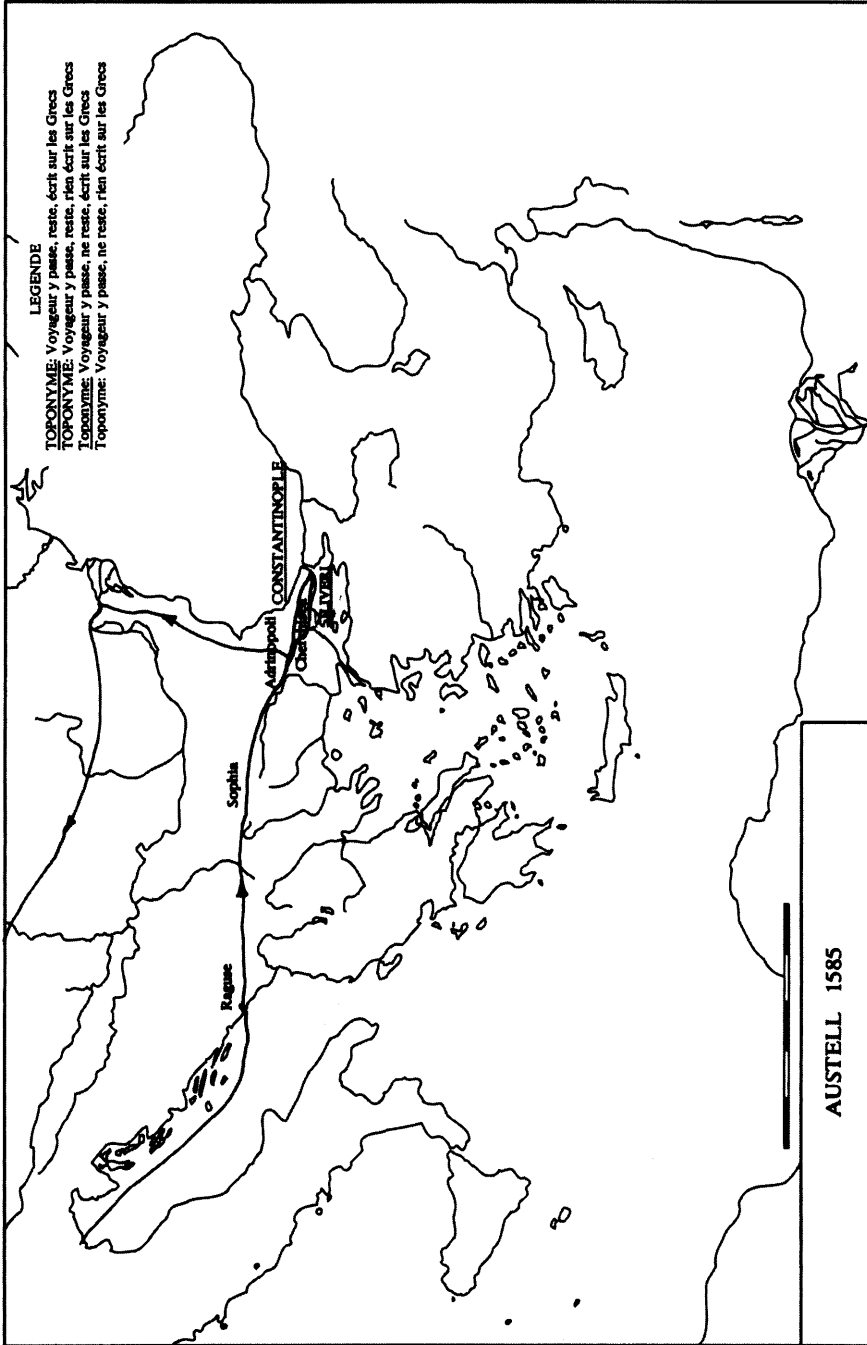 LEGENDE
TOPONYME: Voyageur y passe, reste, écrit sur les Grecs
TOPONYME: Voyageur y passe, reste, rien écrit sur les Grecs
Toponyme: Voyageur y passe, ne reste, écrit sur les Grecs
Toponyme: Voyageur y passe, ne reste, rien écrit sur les Grecs
CONSTANTINOPLE
Adrinopoli
Sophia
Raguse
AUSTELL 1585